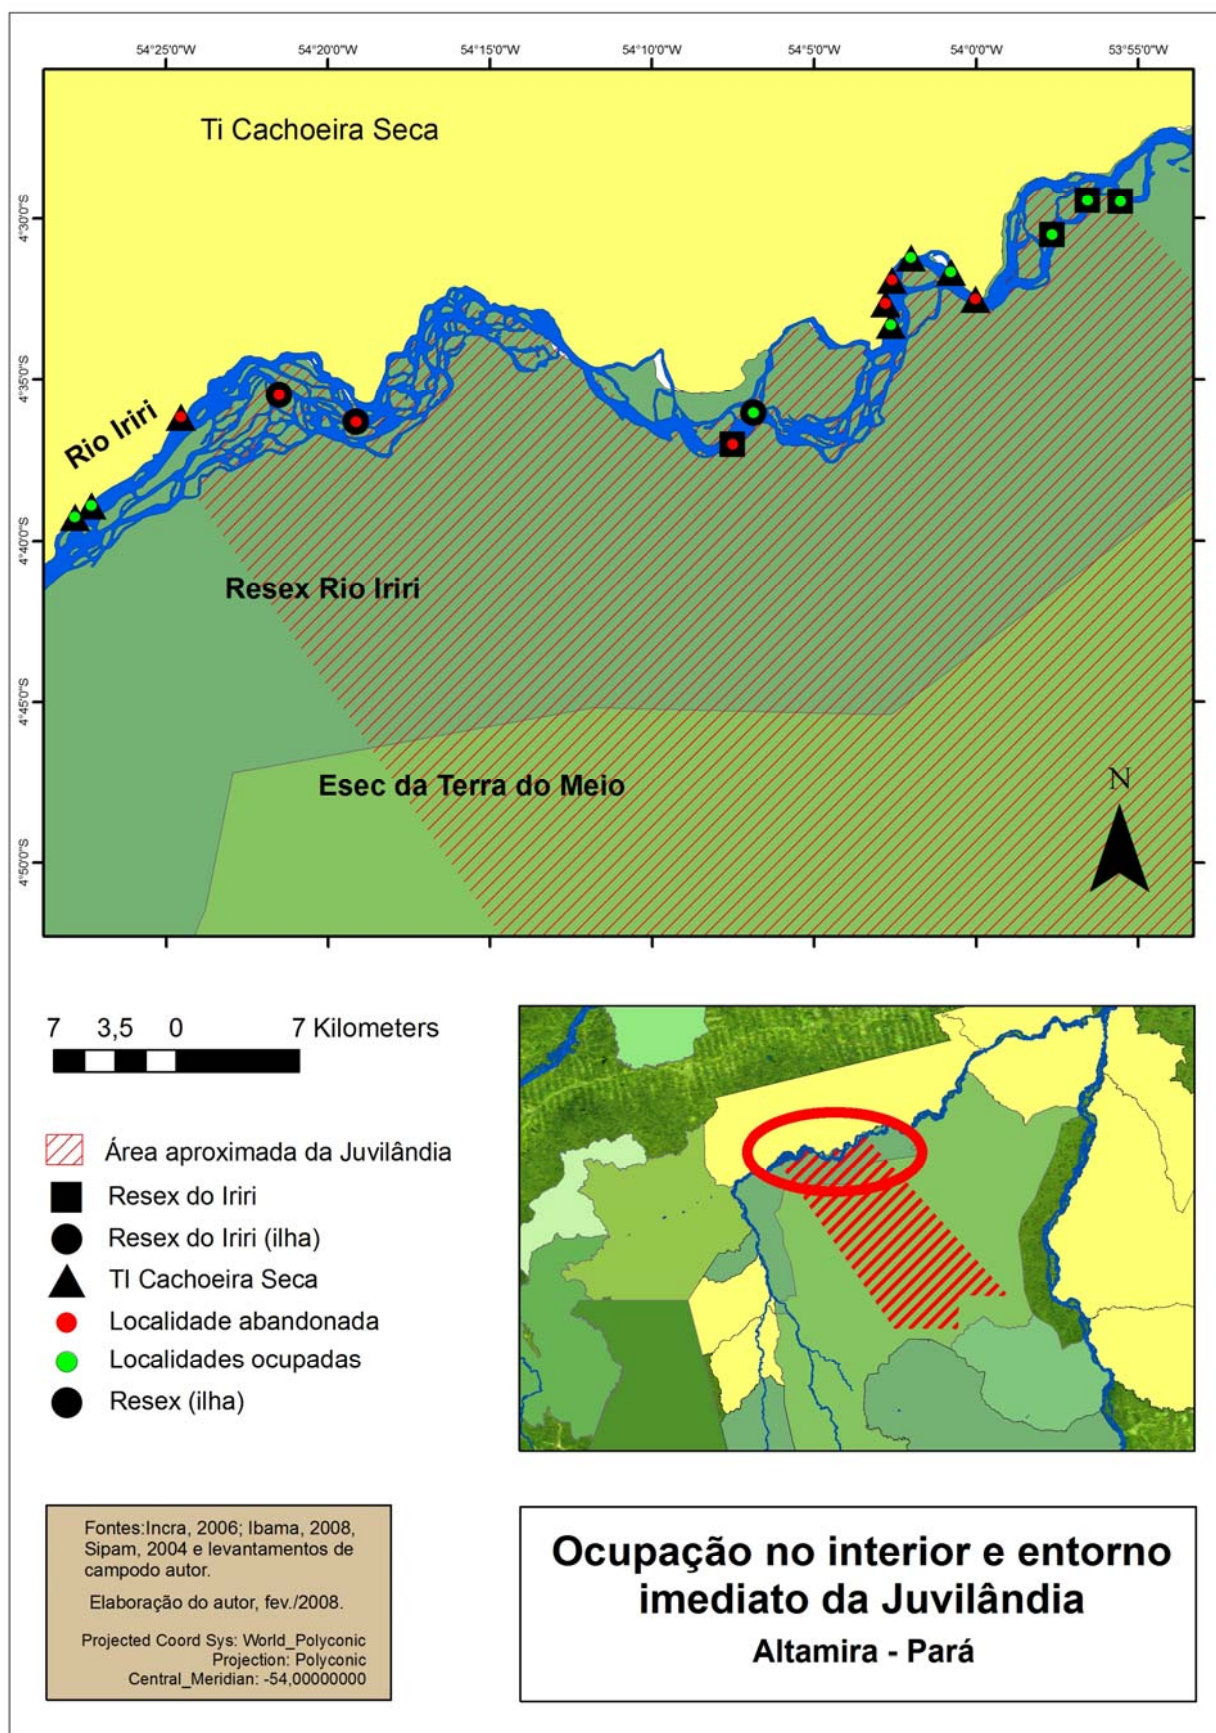 54°25'0"W 54°20'0"W 54°15'0"W 54°10'0"W 54°5'0"W 54°0'0"W 53°55'0"W
Ti Cachoeira Seca
4°30'0"S
4°35'0"S
Rio Iriri
4°40'0"S
Resex Rio Iriri
4°45'0"S
Esec da Terra do Meio
N
4°50'0"S
7 3,5 0 7 Kilometers
Área aproximada da Juvilândia
Resex do Iriri
Resex do Iriri (ilha)
TI Cachoeira Seca
Localidade abandonada
Localidades ocupadas
Resex (ilha)
Fontes:Incra, 2006; Ibama, 2008,
Sipam, 2004 e levantamentos de
campodo autor.
Elaboração do autor, fev./2008.
Projected Coord Sys: World_Polyconic
Projection: Polyconic
Central_Meridian: -54,00000000
Ocupação no interior e entorno
imediato da Juvilândia
Altamira - Pará